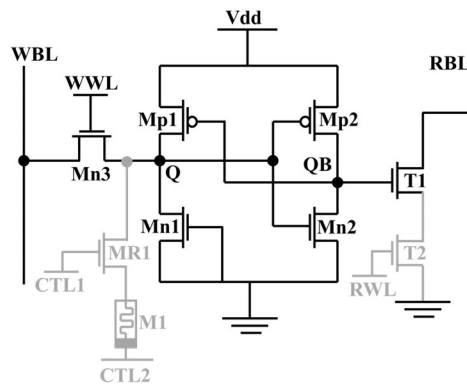 Vdd
WBL
RBL
WWL
Mp1
Mp2
Mn3
Q
QB
T1
Mn1
Mn2
MR1
T2
CTL1
RWL
M1
CTL2